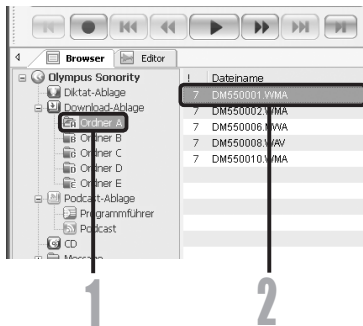 Browser
Editor
Olympus Sonority
Diktat-Ablage
Download-Ablage
Ordner A
Ordner B
Ordner C
Ordner D
Ordner E
Podcast-Ablage
Programmführer
Podcast
CD
Message
! Dateiname
7 DM550001.WMA
7 DM550002.WMA
7 DM550006.WMA
7 DM550008.WAV
7 DM550010.WMA
1
2